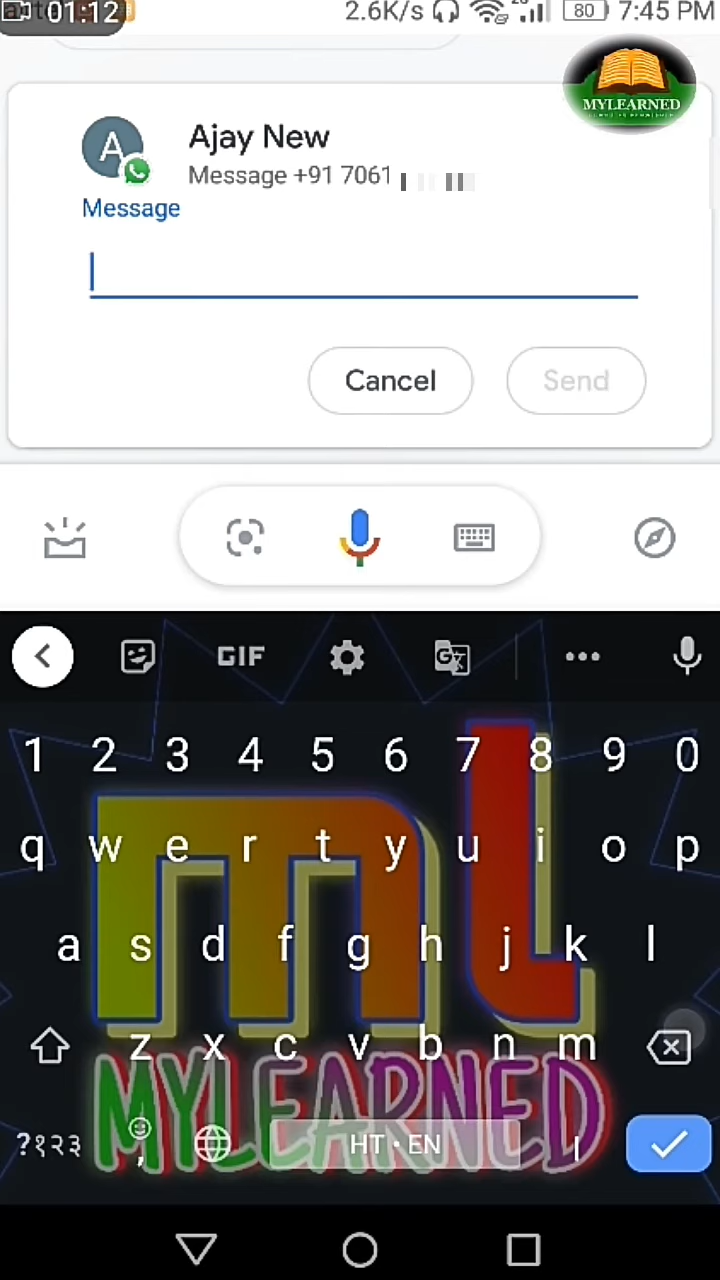 01:12
2.6K/s
80
7:45 PM
MYLEARNED
A
Ajay New
Message +91 7061
Message
Cancel
Send
GIF
G
1 2 3 4 5 6 7 8 9 0
q w e r t y u i o p
a s d f g h j k l
z x c v b n m
?१२३
,
HT • EN
|
ml
MYLEARNED